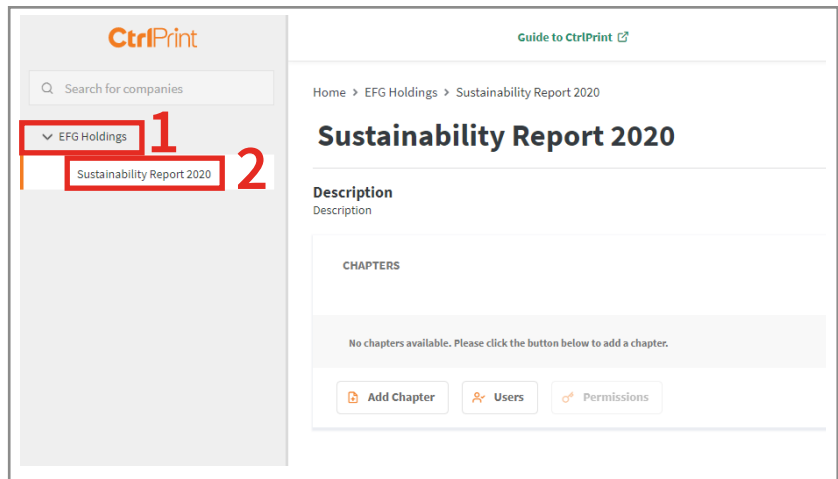 CtrlPrint
Guide to CtrlPrint
Search for companies
Home > EFG Holdings > Sustainability Report 2020
EFG Holdings 1
Sustainability Report 2020
Sustainability Report 2020 2
Description
Description
CHAPTERS
No chapters available. Please click the button below to add a chapter.
Add Chapter Users Permissions